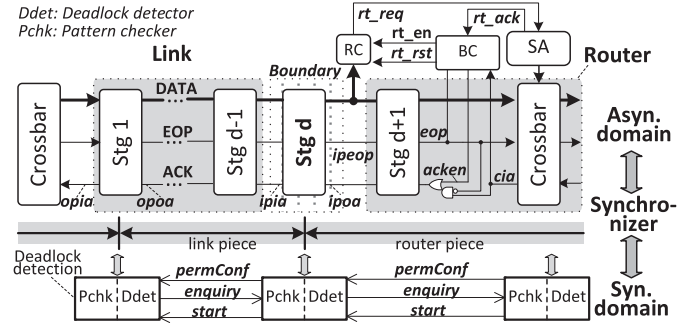 Ddet: Deadlock detector
Pchk: Pattern checker
rt_req
rt_ack
Link
RC
rt_en
rt_rst
BC
SA
Router
Boundary
DATA
Crossbar
Stg 1
EOP
Stg d-1
Stg d
ipeop
Stg d+1
eop
Crossbar
Asyn.
domain
ACK
acken
cia
opia
opoa
ipia
ipoa
Synchro-
nizer
link piece
router piece
Deadlock
detection
permConf
permConf
Pchk
Ddet
enquiry
Pchk
Ddet
enquiry
Pchk
Ddet
start
start
Syn.
domain